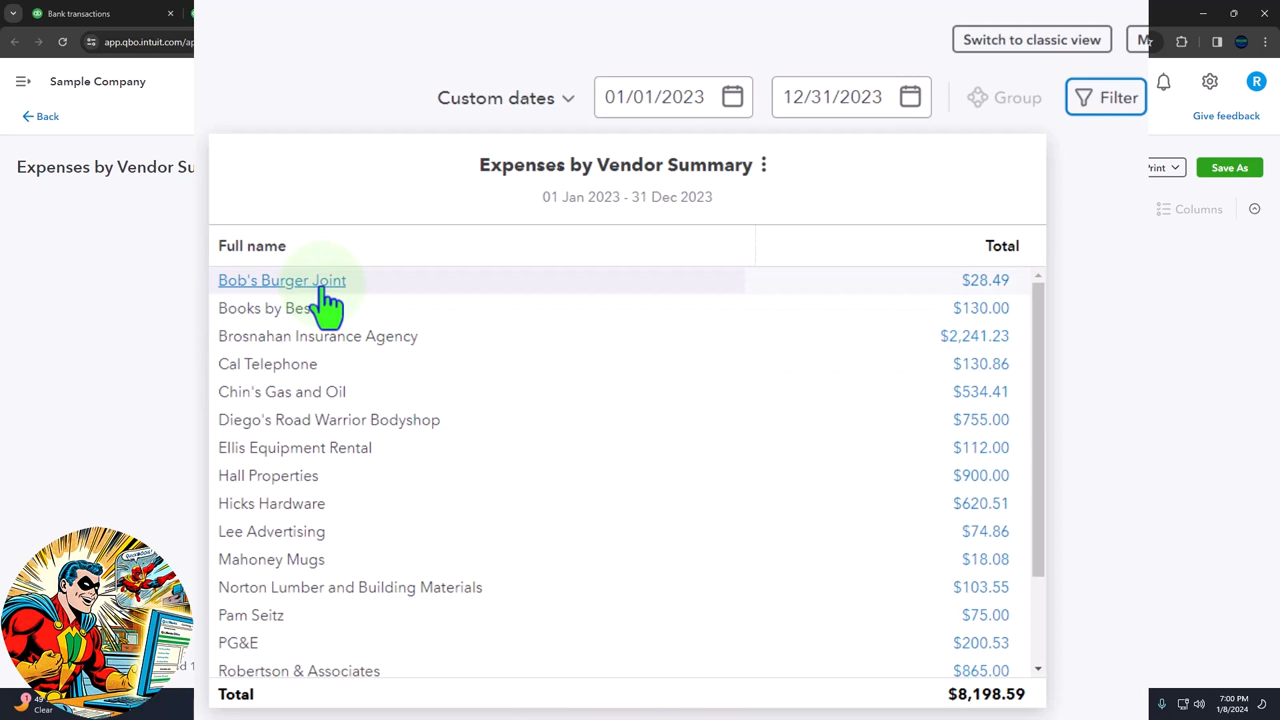 Bank transactions
app.qbo.intuit.com/ap
Switch to classic view
Sample Company
R
Back
Give feedback
Custom dates 01/01/2023 12/31/2023 Group Filter
Expenses by Vendor Su
Expenses by Vendor Summary
01 Jan 2023 - 31 Dec 2023
Print Save As
Columns
Full name Total
Bob's Burger Joint $28.49
Books by Bes $130.00
Brosnahan Insurance Agency $2,241.23
Cal Telephone $130.86
Chin's Gas and Oil $534.41
Diego's Road Warrior Bodyshop $755.00
Ellis Equipment Rental $112.00
Hall Properties $900.00
Hicks Hardware $620.51
Lee Advertising $74.86
Mahoney Mugs $18.08
Norton Lumber and Building Materials $103.55
Pam Seitz $75.00
PG&E $200.53
Robertson & Associates $865.00
Total $8,198.59
1
7:00 PM
1/8/2024